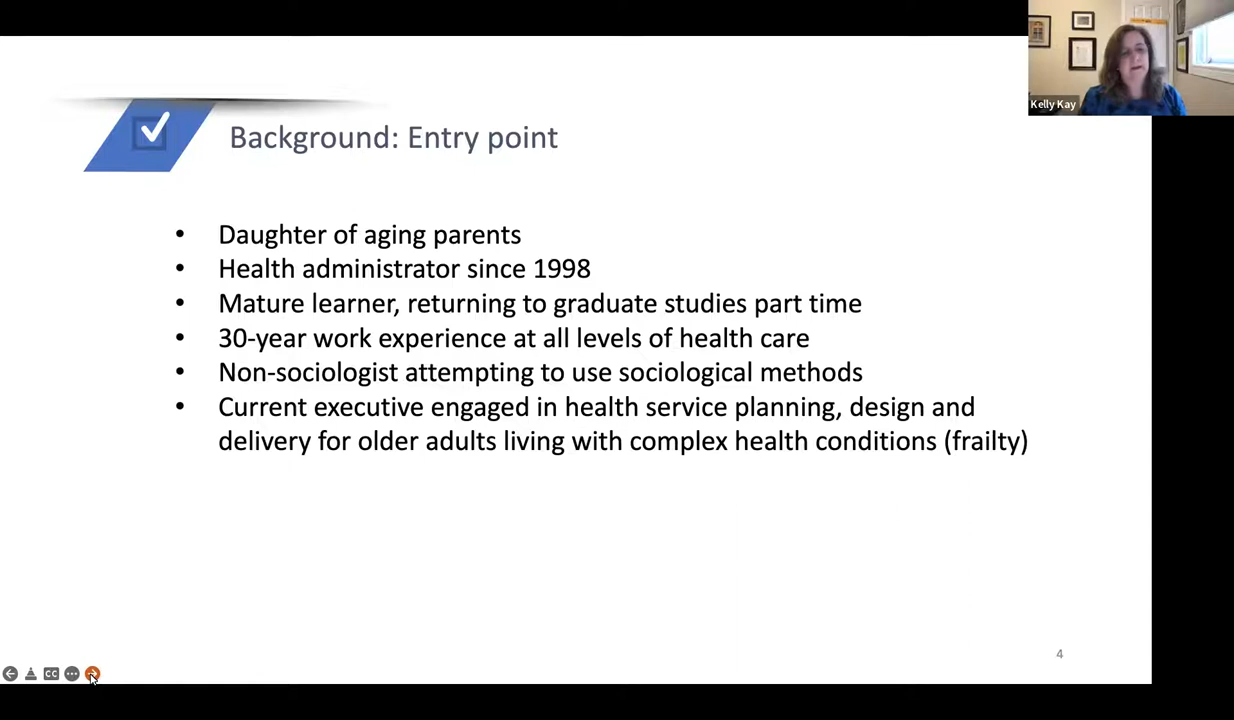 Kelly Kay
Background: Entry point
• Daughter of aging parents
• Health administrator since 1998
• Mature learner, returning to graduate studies part time
• 30-year work experience at all levels of health care
• Non-sociologist attempting to use sociological methods
• Current executive engaged in health service planning, design and
delivery for older adults living with complex health conditions (frailty)
4
CC